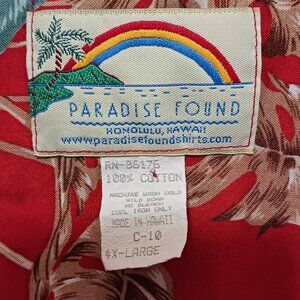 PARADISE FOUND
HONOLULU, HAWAII
www.paradisefoundshirts.com
RN-86175
100% COTTON
MACHINE WASH COLD
MILD SOAP
NO BLEACH
COOL IRON ONLY
MADE IN HAWAII
C-10
4X-LARGE